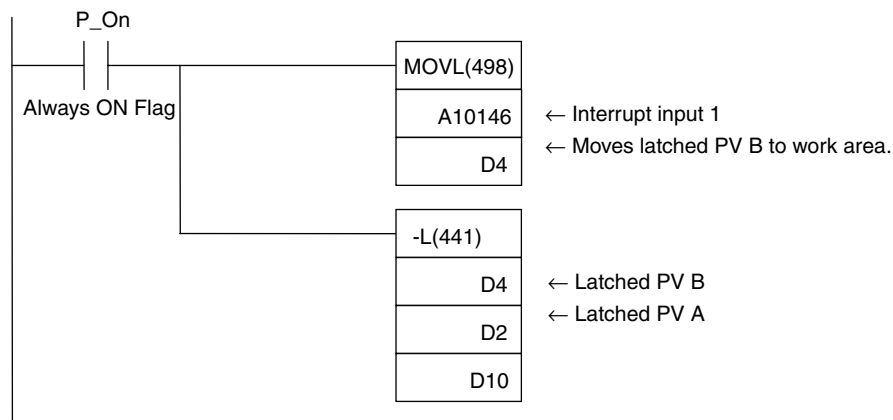 P_On
Always ON Flag
MOVL(498)
A10146
← Interrupt input 1
← Moves latched PV B to work area.
D4
-L(441)
D4
← Latched PV B
← Latched PV A
D2
D10